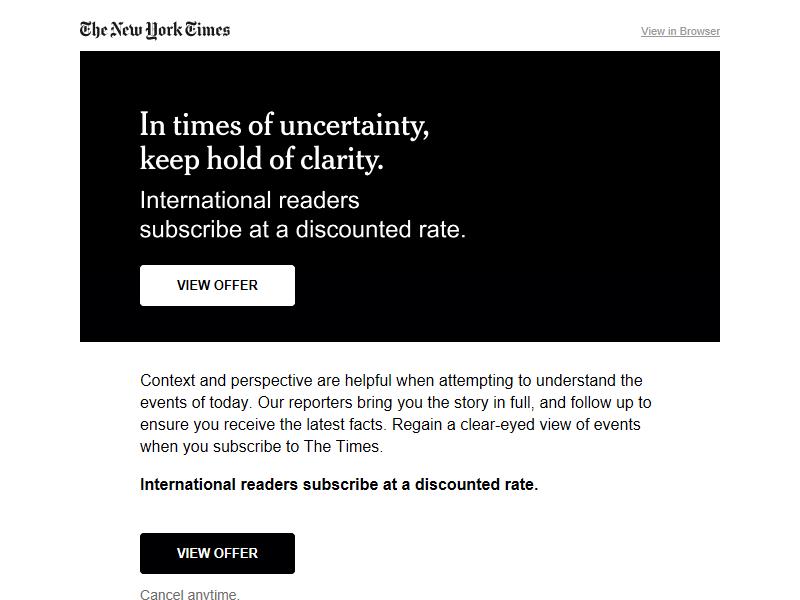 The New York Times
View in Browser
In times of uncertainty,
keep hold of clarity.
International readers
subscribe at a discounted rate.
VIEW OFFER
Context and perspective are helpful when attempting to understand the
events of today. Our reporters bring you the story in full, and follow up to
ensure you receive the latest facts. Regain a clear-eyed view of events
when you subscribe to The Times.
International readers subscribe at a discounted rate.
VIEW OFFER
Cancel anytime.